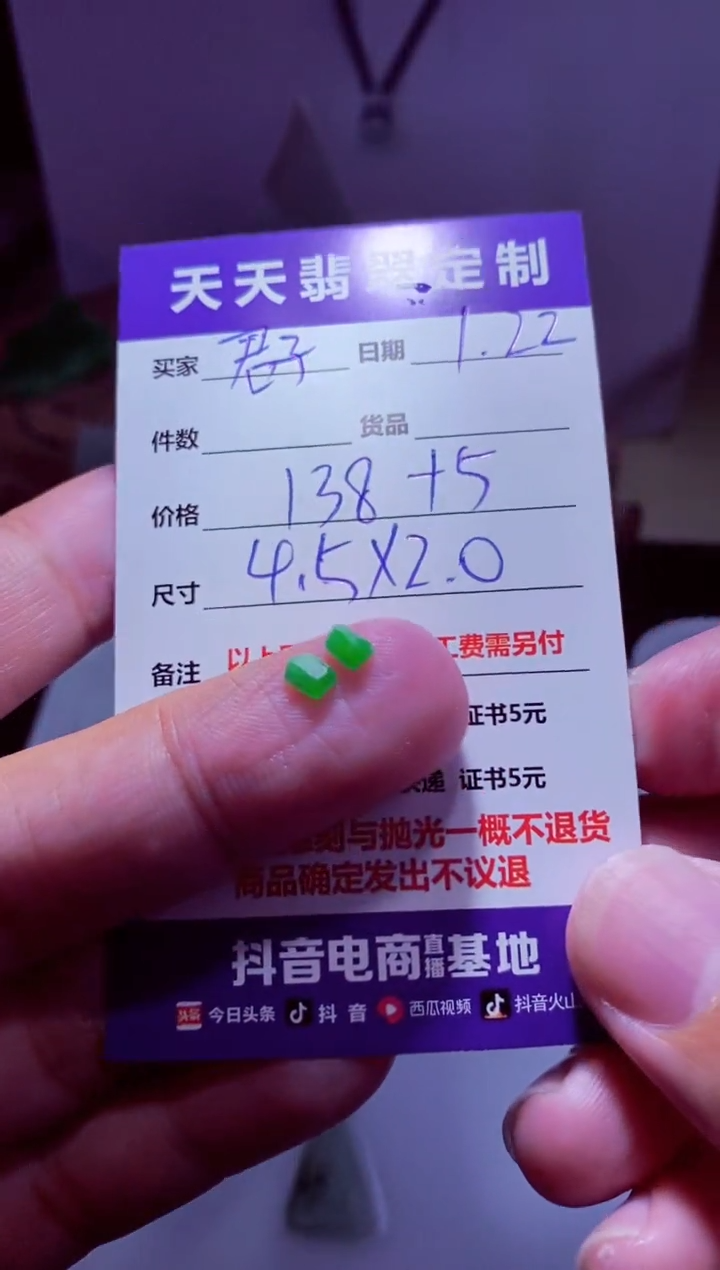 天天翡翠定制
买家 君子 日期 1.22
件数 货品
价格 138+5
尺寸 4.5X2.0
备注 以上 工费需另付
证书5元
快递 证书5元
刻与抛光一概不退货
商品确定发出不议退
抖音电商直播基地
头条 今日头条 抖音 西瓜视频 抖音火山